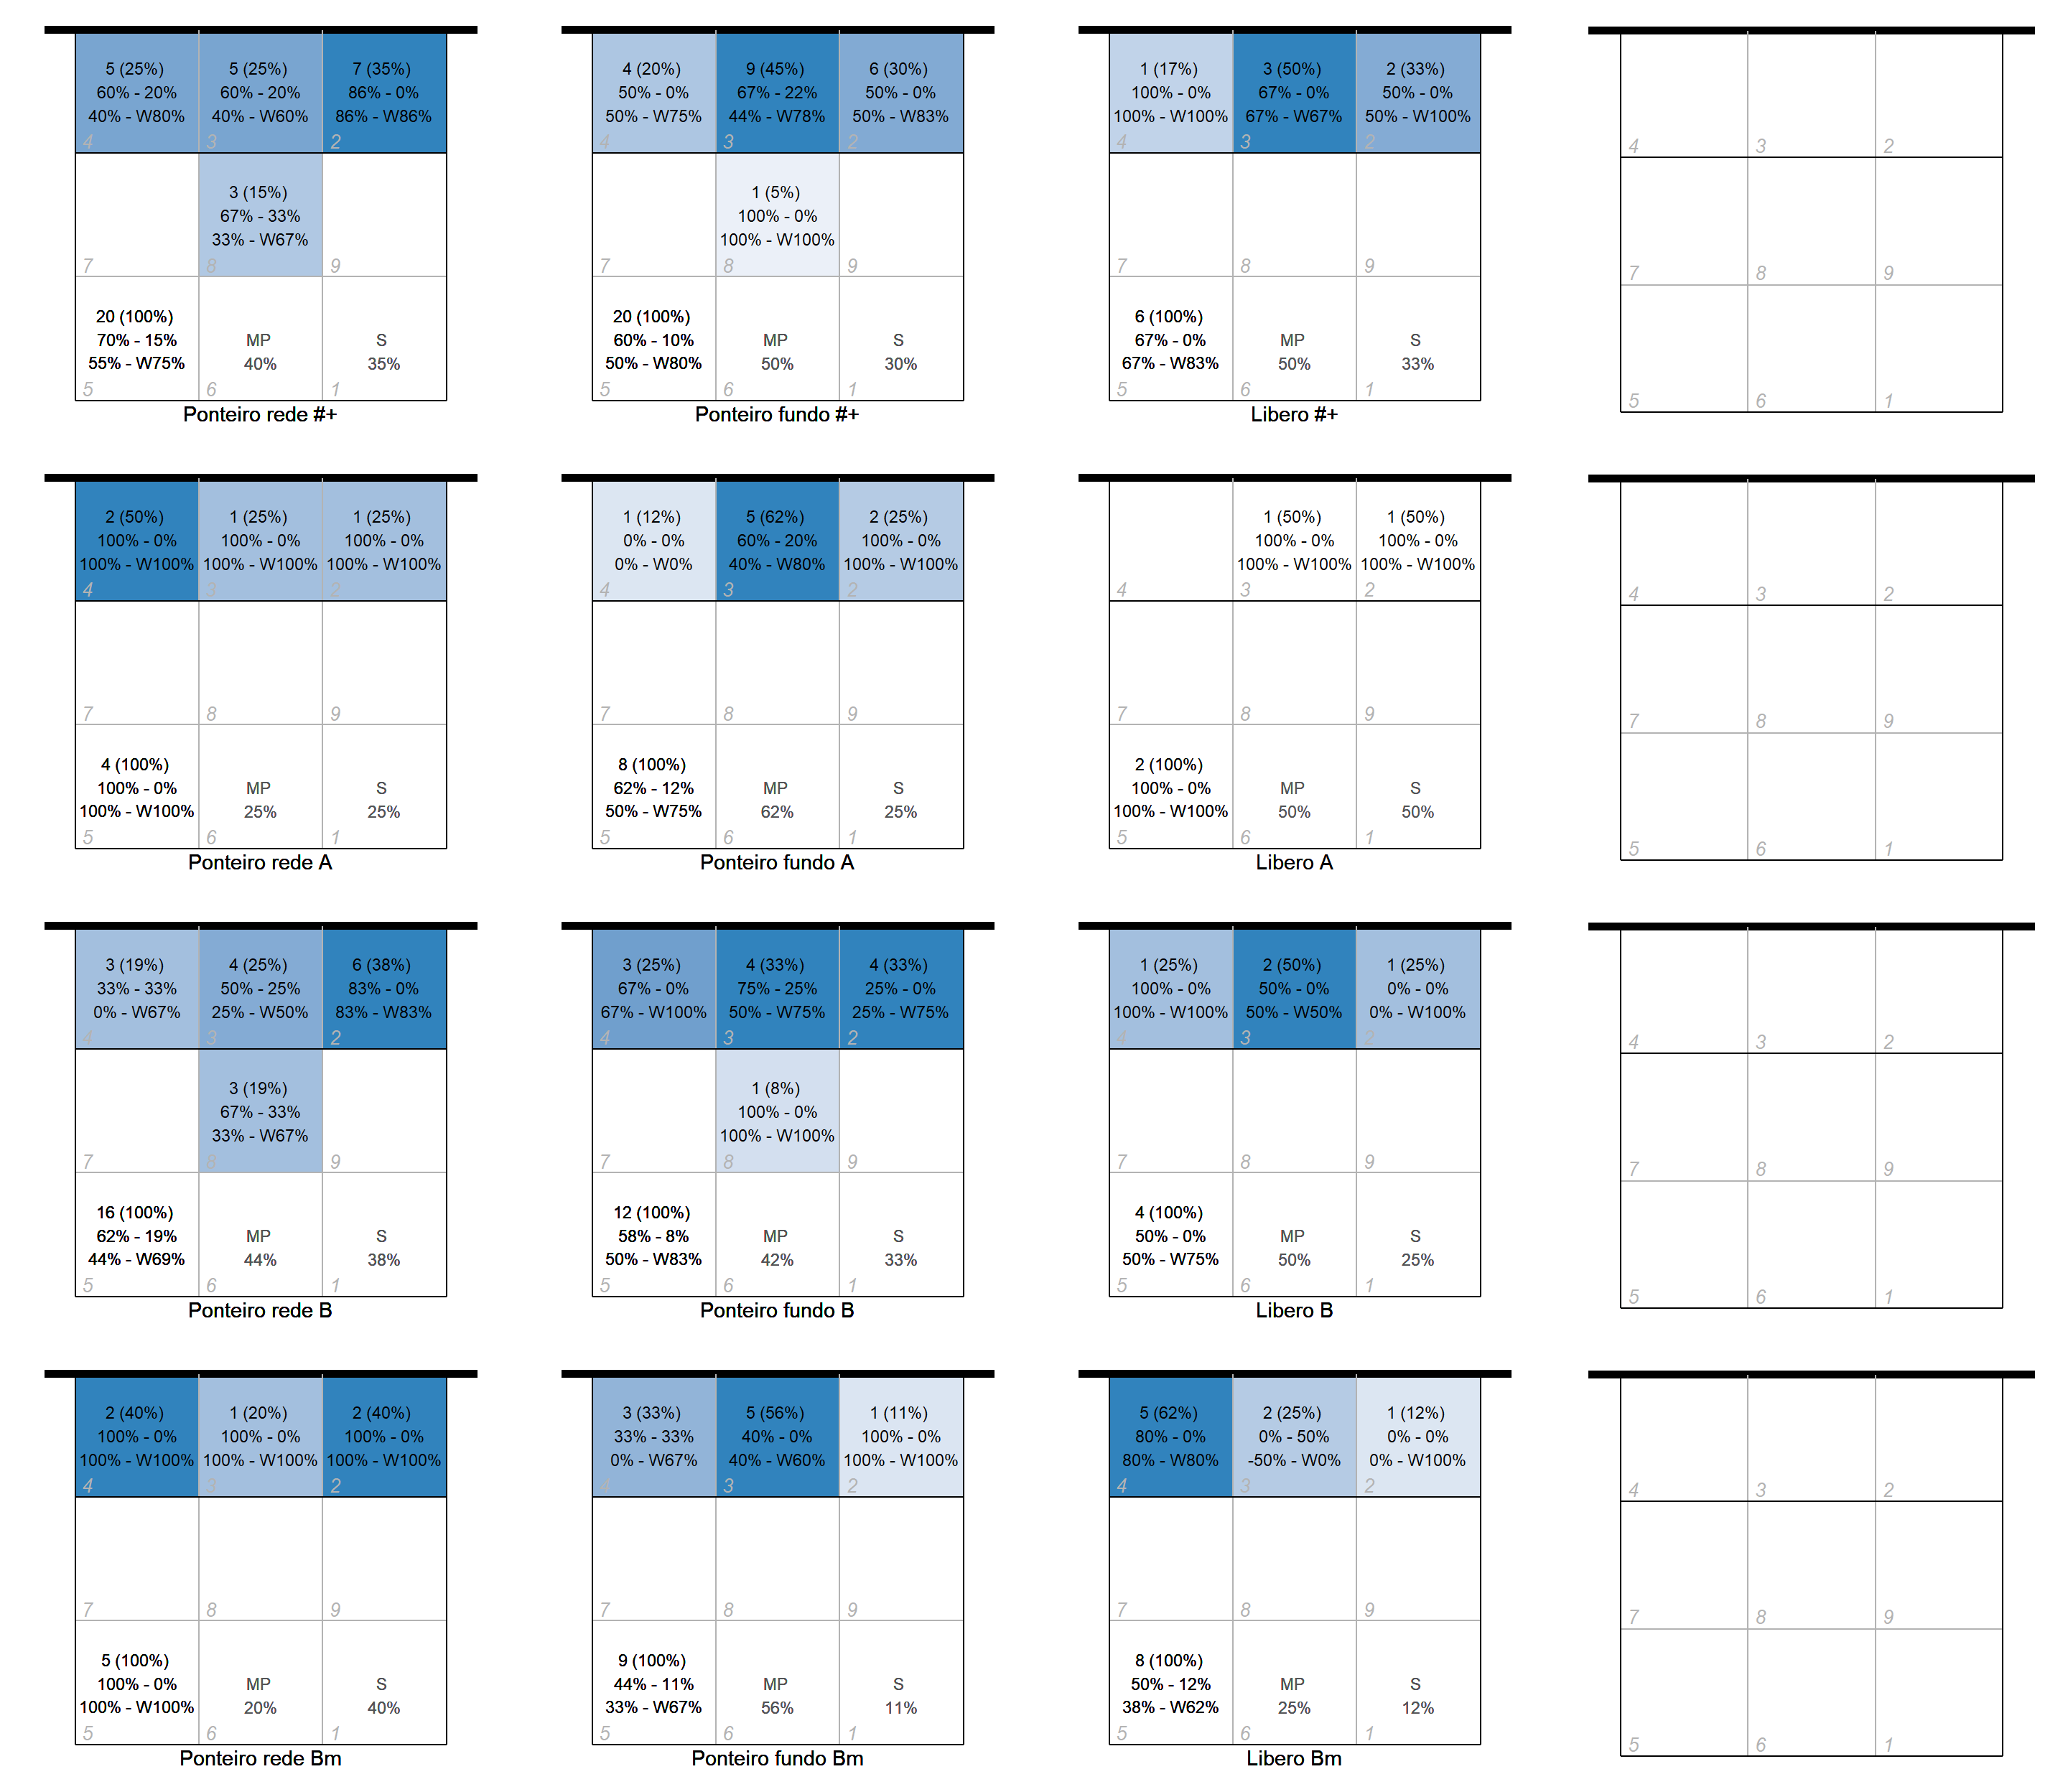 5 (25%)
60% - 20%
40% - W80%
4
5 (25%)
60% - 20%
40% - W60%
3
7 (35%)
86% - 0%
86% - W86%
2
7
3 (15%)
67% - 33%
33% - W67%
8
9
20 (100%)
70% - 15%
55% - W75%
5
MP
40%
6
S
35%
1
Ponteiro rede #+
4 (20%)
50% - 0%
50% - W75%
4
9 (45%)
67% - 22%
44% - W78%
3
6 (30%)
50% - 0%
50% - W83%
2
7
1 (5%)
100% - 0%
100% - W100%
8
9
20 (100%)
60% - 10%
50% - W80%
5
MP
50%
6
S
30%
1
Ponteiro fundo #+
1 (17%)
100% - 0%
100% - W100%
4
3 (50%)
67% - 0%
67% - W67%
3
2 (33%)
50% - 0%
50% - W100%
2
7
8
9
6 (100%)
67% - 0%
67% - W83%
5
MP
50%
6
S
33%
1
Libero #+
4
3
2
7
8
9
5
6
1
2 (50%)
100% - 0%
100% - W100%
4
1 (25%)
100% - 0%
100% - W100%
3
1 (25%)
100% - 0%
100% - W100%
2
7
8
9
4 (100%)
100% - 0%
100% - W100%
5
MP
25%
6
S
25%
1
Ponteiro rede A
1 (12%)
0% - 0%
0% - W0%
4
5 (62%)
60% - 20%
40% - W80%
3
2 (25%)
100% - 0%
100% - W100%
2
7
8
9
8 (100%)
62% - 12%
50% - W75%
5
MP
62%
6
S
25%
1
Ponteiro fundo A
4
1 (50%)
100% - 0%
100% - W100%
3
1 (50%)
100% - 0%
100% - W100%
2
7
8
9
2 (100%)
100% - 0%
100% - W100%
5
MP
50%
6
S
50%
1
Libero A
4
3
2
7
8
9
5
6
1
3 (19%)
33% - 33%
0% - W67%
4
4 (25%)
50% - 25%
25% - W50%
3
6 (38%)
83% - 0%
83% - W83%
2
7
3 (19%)
67% - 33%
33% - W67%
8
9
16 (100%)
62% - 19%
44% - W69%
5
MP
44%
6
S
38%
1
Ponteiro rede B
3 (25%)
67% - 0%
67% - W100%
4
4 (33%)
75% - 25%
50% - W75%
3
4 (33%)
25% - 0%
25% - W75%
2
7
1 (8%)
100% - 0%
100% - W100%
8
9
12 (100%)
58% - 8%
50% - W83%
5
MP
42%
6
S
33%
1
Ponteiro fundo B
1 (25%)
100% - 0%
100% - W100%
4
2 (50%)
50% - 0%
50% - W50%
3
1 (25%)
0% - 0%
0% - W100%
2
7
8
9
4 (100%)
50% - 0%
50% - W75%
5
MP
50%
6
S
25%
1
Libero B
4
3
2
7
8
9
5
6
1
2 (40%)
100% - 0%
100% - W100%
4
1 (20%)
100% - 0%
100% - W100%
3
2 (40%)
100% - 0%
100% - W100%
2
7
8
9
5 (100%)
100% - 0%
100% - W100%
5
MP
20%
6
S
40%
1
Ponteiro rede Bm
3 (33%)
33% - 33%
0% - W67%
4
5 (56%)
40% - 0%
40% - W60%
3
1 (11%)
100% - 0%
100% - W100%
2
7
8
9
9 (100%)
44% - 11%
33% - W67%
5
MP
56%
6
S
11%
1
Ponteiro fundo Bm
5 (62%)
80% - 0%
80% - W80%
4
2 (25%)
0% - 50%
-50% - W0%
3
1 (12%)
0% - 0%
0% - W100%
2
7
8
9
8 (100%)
50% - 12%
38% - W62%
5
MP
25%
6
S
12%
1
Libero Bm
4
3
2
7
8
9
5
6
1